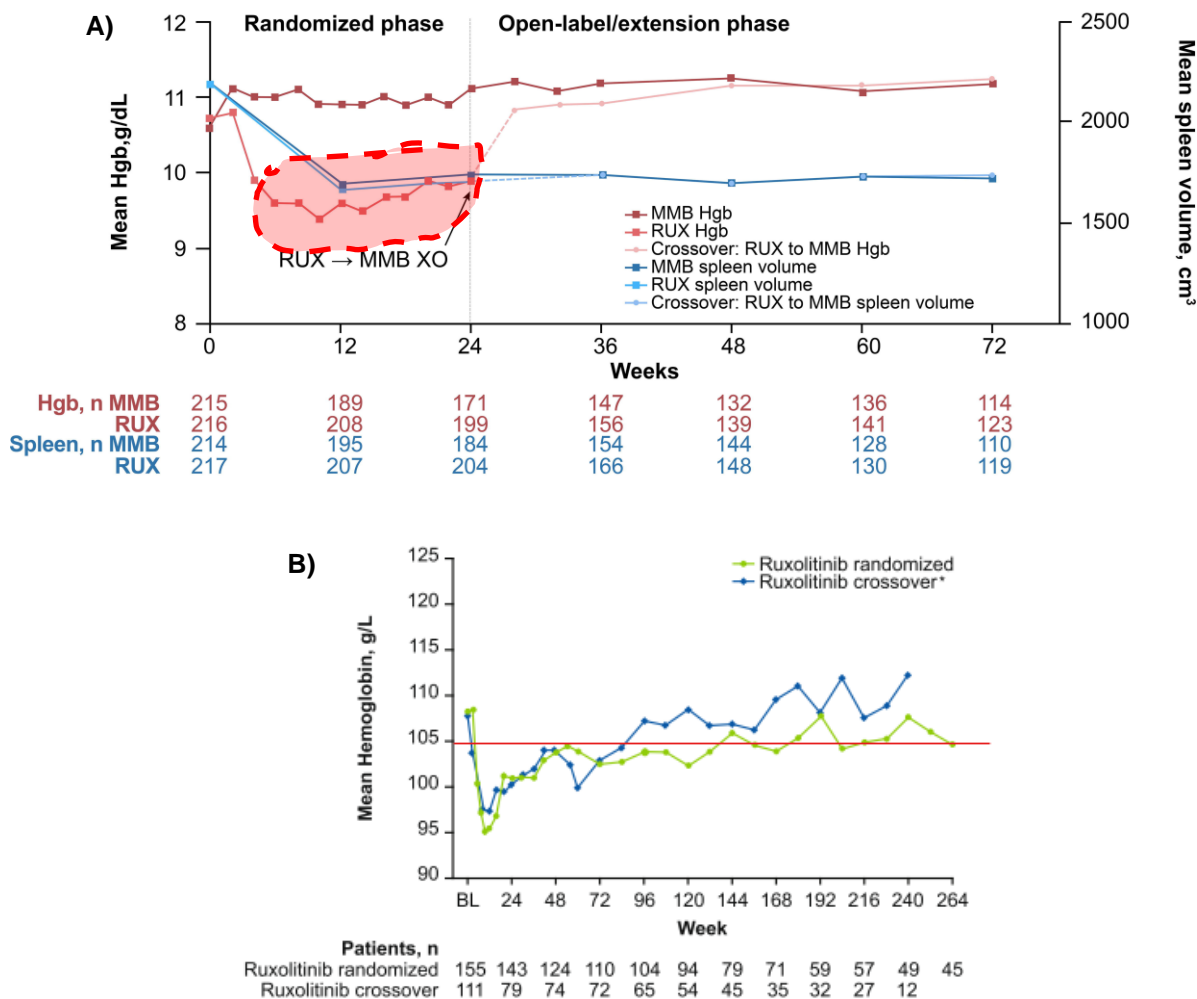 A)
Randomized phase
Open-label/extension phase
12
11
10
9
8
Mean Hgb,g/dL
2500
2000
1500
1000
Mean spleen volume, cm³
RUX → MMB XO
MMB Hgb
RUX Hgb
Crossover: RUX to MMB Hgb
MMB spleen volume
RUX spleen volume
Crossover: RUX to MMB spleen volume
0 12 24 36 48 60 72
Weeks
Hgb, n MMB 215 189 171 147 132 136 114
RUX 216 208 199 156 139 141 123
Spleen, n MMB 214 195 184 154 144 128 110
RUX 217 207 204 166 148 130 119
B)
125
120
115
110
105
100
95
90
Mean Hemoglobin, g/L
Ruxolitinib randomized
Ruxolitinib crossover*
BL 24 48 72 96 120 144 168 192 216 240 264
Week
Patients, n
Ruxolitinib randomized 155 143 124 110 104 94 79 71 59 57 49 45
Ruxolitinib crossover 111 79 74 72 65 54 45 35 32 27 12